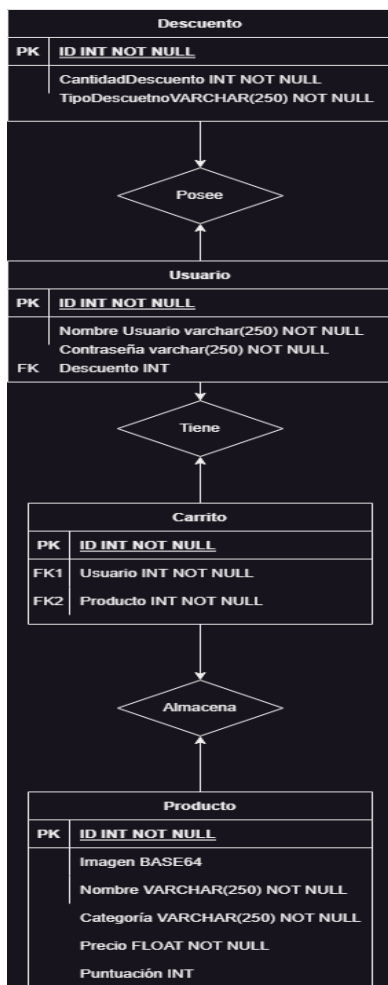 Descuento
PK ID INT NOT NULL
CantidadDescuento INT NOT NULL
TipoDescuetnoVARCHAR(250) NOT NULL
Posee
Usuario
PK ID INT NOT NULL
Nombre Usuario varchar(250) NOT NULL
Contraseña varchar(250) NOT NULL
FK Descuento INT
Tiene
Carrito
PK ID INT NOT NULL
FK1 Usuario INT NOT NULL
FK2 Producto INT NOT NULL
Almacena
Producto
PK ID INT NOT NULL
Imagen BASE64
Nombre VARCHAR(250) NOT NULL
Categoría VARCHAR(250) NOT NULL
Precio FLOAT NOT NULL
Puntuación INT